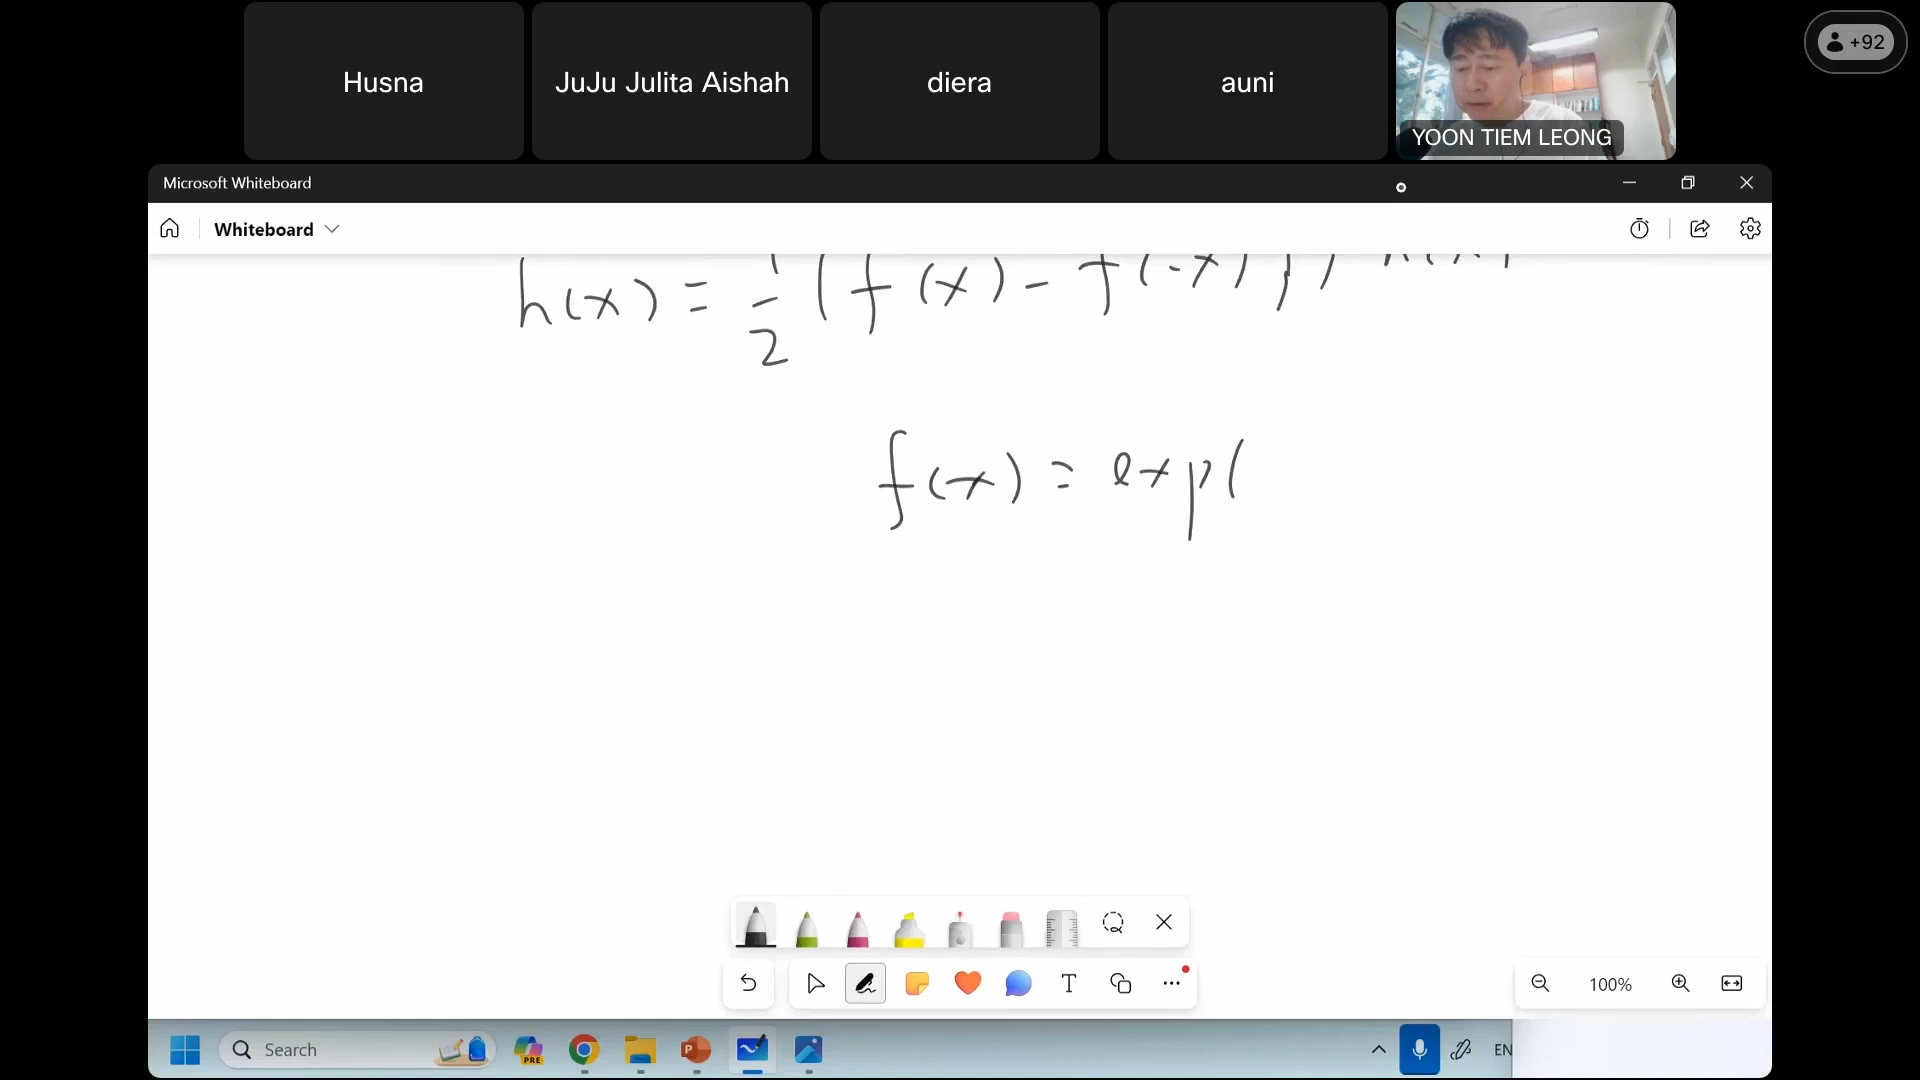 Husna
JuJu Julita Aishah
diera
auni
YOON TIEM LEONG
+92
Microsoft Whiteboard
Whiteboard
h(x) = 1/2 (f(x) - f(-x))
f(x) = exp(
100%
Search
PRE
EN